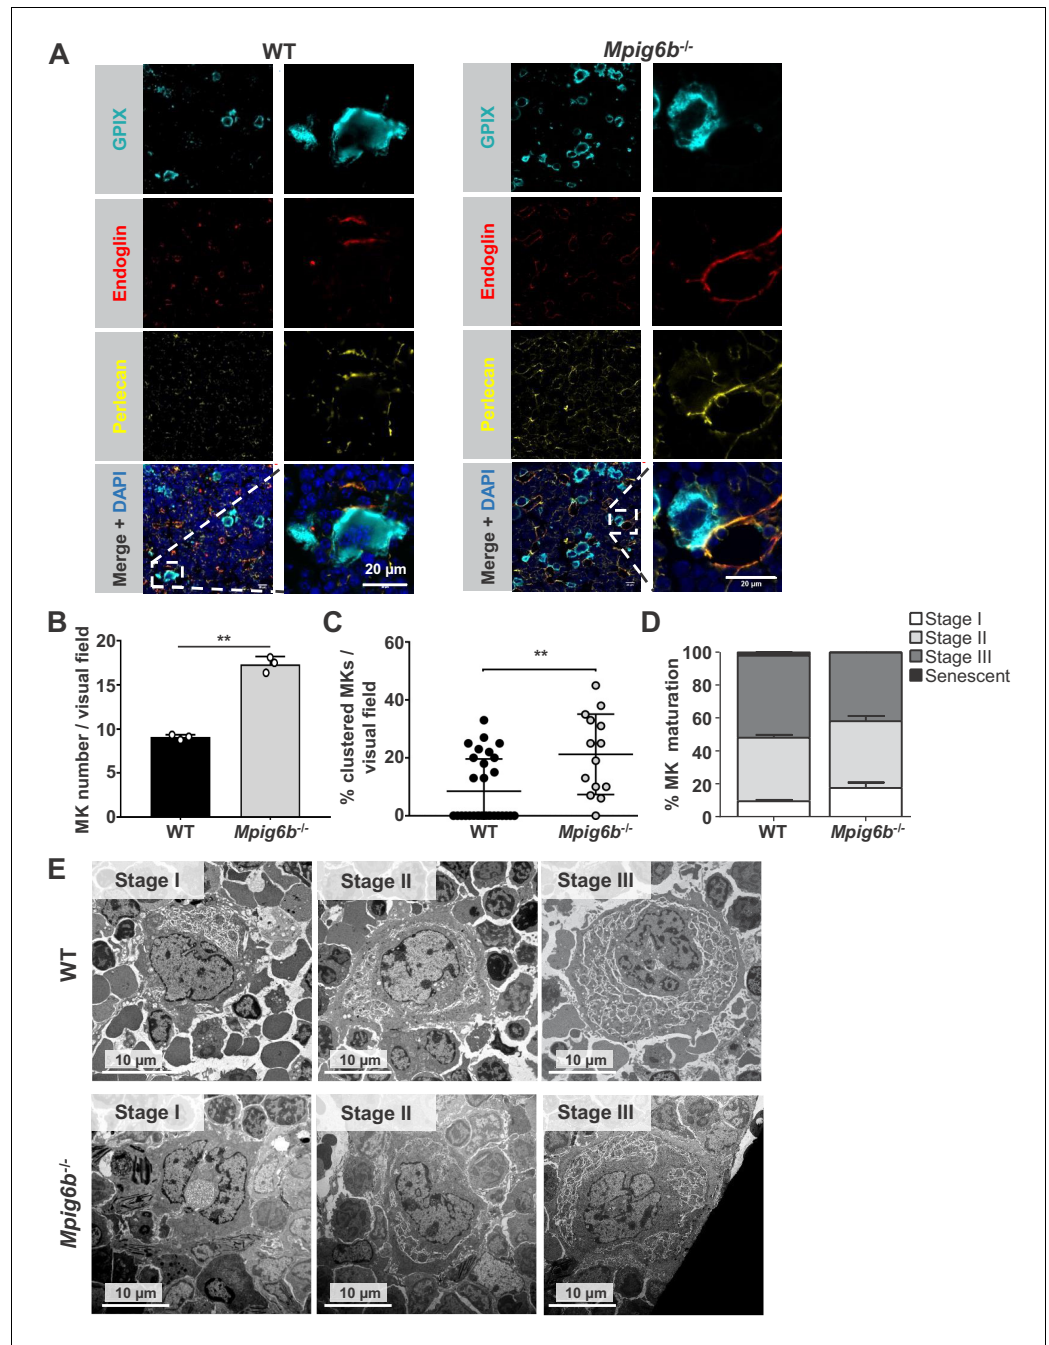 A
WT
Mpig6b-/-
GPIX
GPIX
Endoglin
Endoglin
Perlecan
Perlecan
Merge + DAPI
20 µm
Merge + DAPI
20 µm
B
MK number / visual field
20
15
10
5
0
**
WT
Mpig6b-/-
C
% clustered MKs /
visual field
60
40
20
0
**
WT
Mpig6b-/-
D
% MK maturation
100
80
60
40
20
0
WT
Mpig6b-/-
Stage I
Stage II
Stage III
Senescent
E
WT
Stage I
10 µm
Stage II
10 µm
Stage III
10 µm
Mpig6b-/-
Stage I
10 µm
Stage II
10 µm
Stage III
10 µm